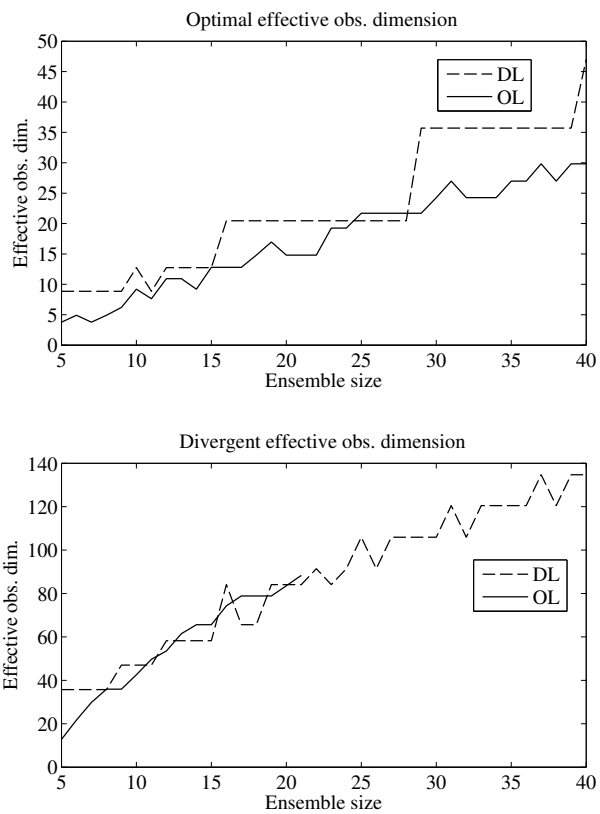 Optimal effective obs. dimension
50
45
40
35
30
25
20
15
10
5
0
Effective obs. dim.
DL
OL
5 10 15 20 25 30 35 40
Ensemble size
Divergent effective obs. dimension
140
120
100
80
60
40
20
0
Effective obs. dim.
DL
OL
5 10 15 20 25 30 35 40
Ensemble size